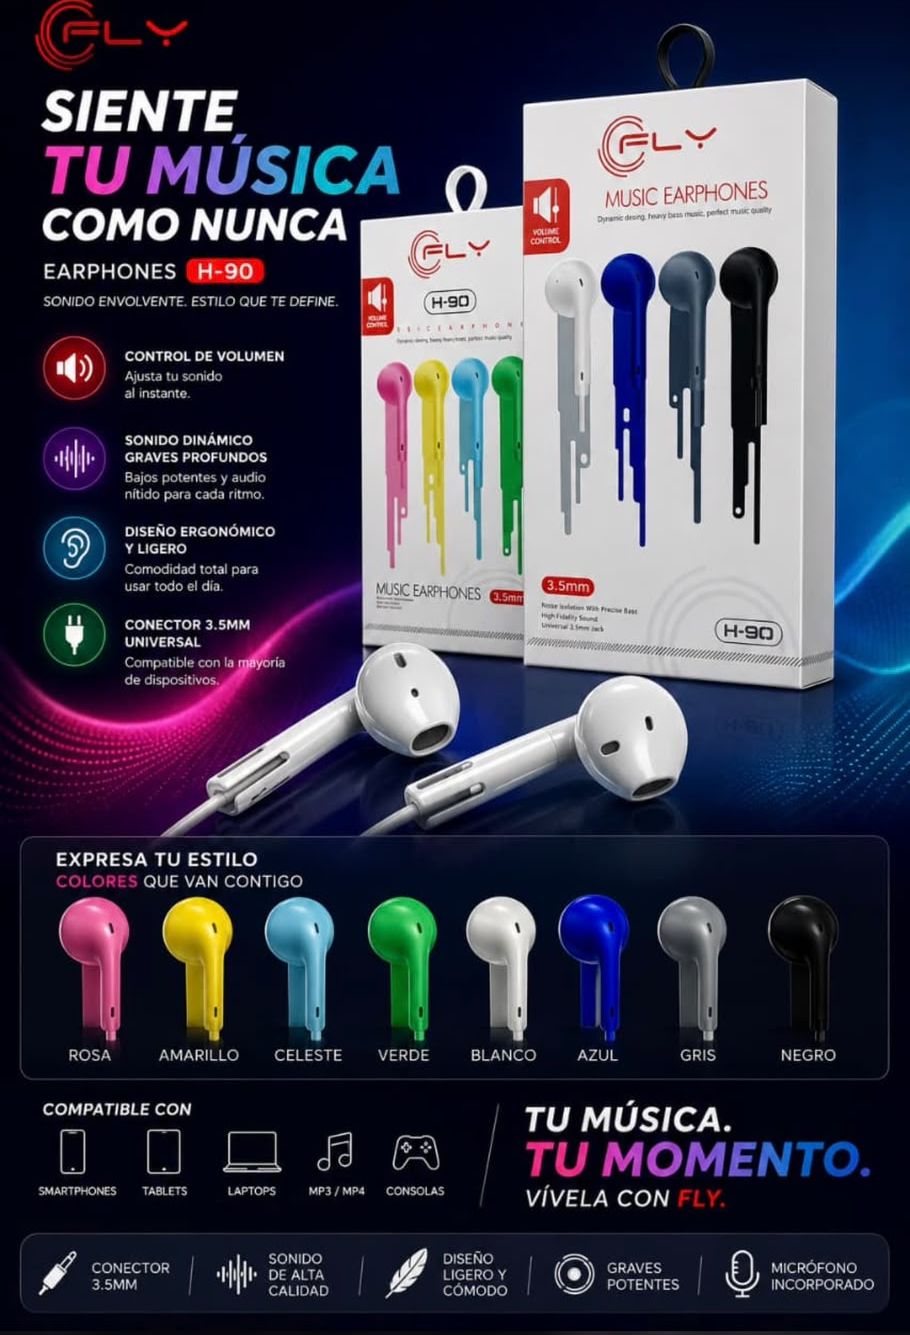 FLY
SIENTE
TU MÚSICA
COMO NUNCA
EARPHONES H-90
SONIDO ENVOLVENTE. ESTILO QUE TE DEFINE.
CONTROL DE VOLUMEN
Ajusta tu sonido
al instante.
SONIDO DINÁMICO
GRAVES PROFUNDOS
Bajos potentes y audio
nítido para cada ritmo.
DISEÑO ERGONÓMICO
Y LIGERO
Comodidad total para
usar todo el día.
CONECTOR 3.5MM
UNIVERSAL
Compatible con la mayoría
de dispositivos.
FLY
VOLUME
CONTROL
H-90
MUSIC EARPHONES
3.5mm
FLY
VOLUME
CONTROL
MUSIC EARPHONES
Dynamic desing, heavy bass music, perfect music quality
3.5mm
Noise Isolation With Precise Bass
High Fidelity Sound
Universal 3.5mm Jack
H-90
EXPRESA TU ESTILO
COLORES QUE VAN CONTIGO
ROSA
AMARILLO
CELESTE
VERDE
BLANCO
AZUL
GRIS
NEGRO
COMPATIBLE CON
SMARTPHONES
TABLETS
LAPTOPS
MP3 / MP4
CONSOLAS
TU MÚSICA.
TU MOMENTO.
VÍVELA CON FLY.
CONECTOR
3.5MM
SONIDO
DE ALTA
CALIDAD
DISEÑO
LIGERO Y
CÓMODO
GRAVES
POTENTES
MICRÓFONO
INCORPORADO